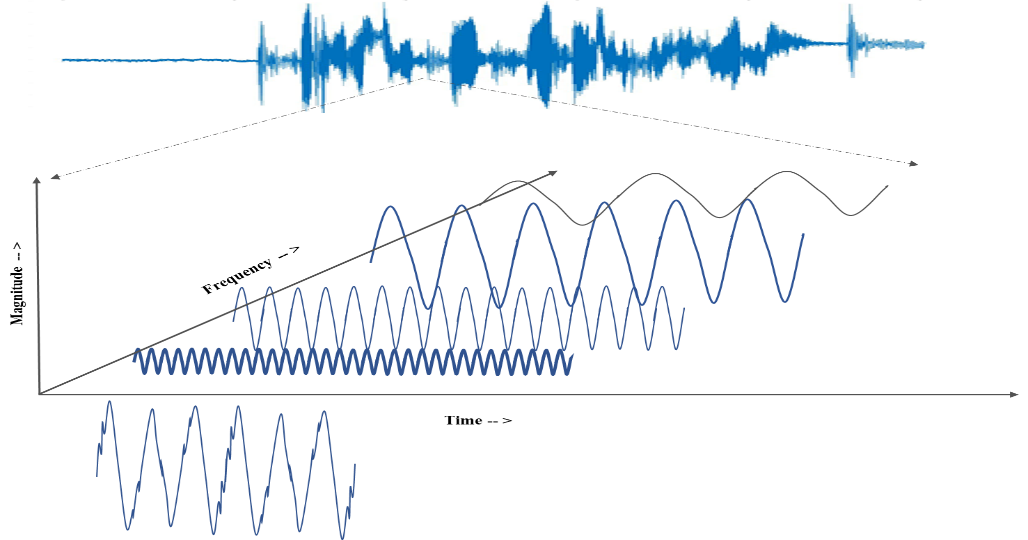 Frequency -- >
Magnitude -- >
Time -- >